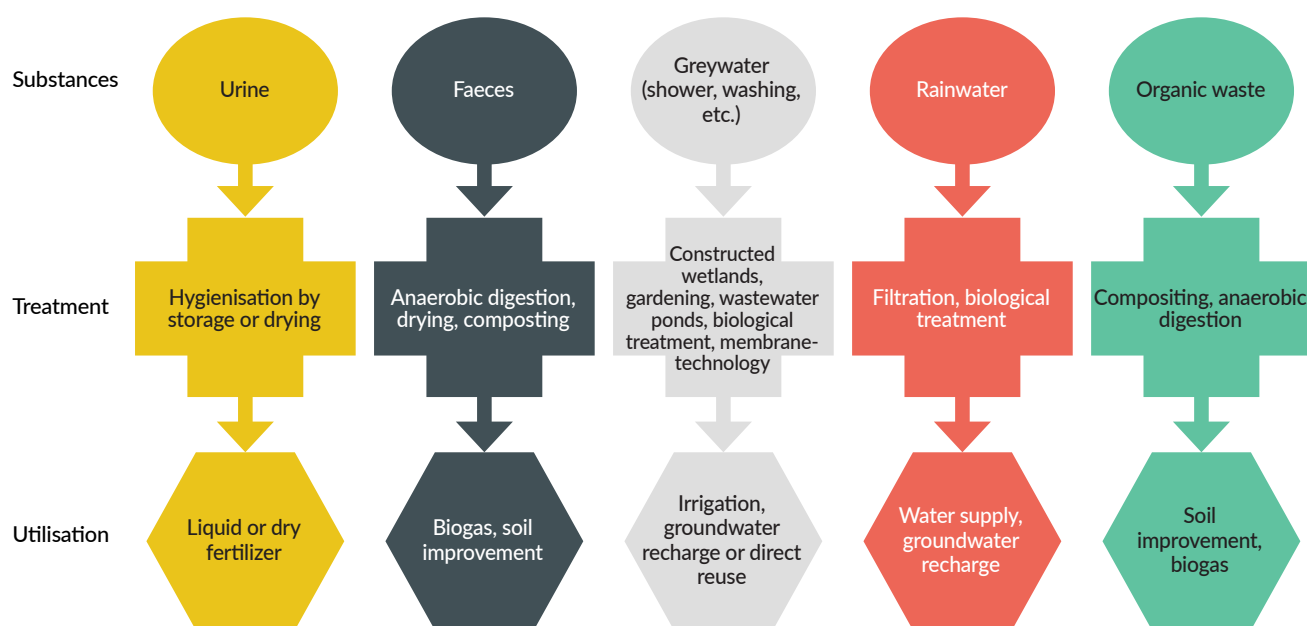 Substances
Urine
Faeces
Greywater
(shower, washing,
etc.)
Rainwater
Organic waste
Treatment
Hygienisation by
storage or drying
Anaerobic digestion,
drying, composting
Constructed
wetlands,
gardening, wastewater
ponds, biological
treatment, membrane-
technology
Filtration, biological
treatment
Compositing, anaerobic
digestion
Utilisation
Liquid or dry
fertilizer
Biogas, soil
improvement
Irrigation,
groundwater
recharge or direct
reuse
Water supply,
groundwater
recharge
Soil
improvement,
biogas